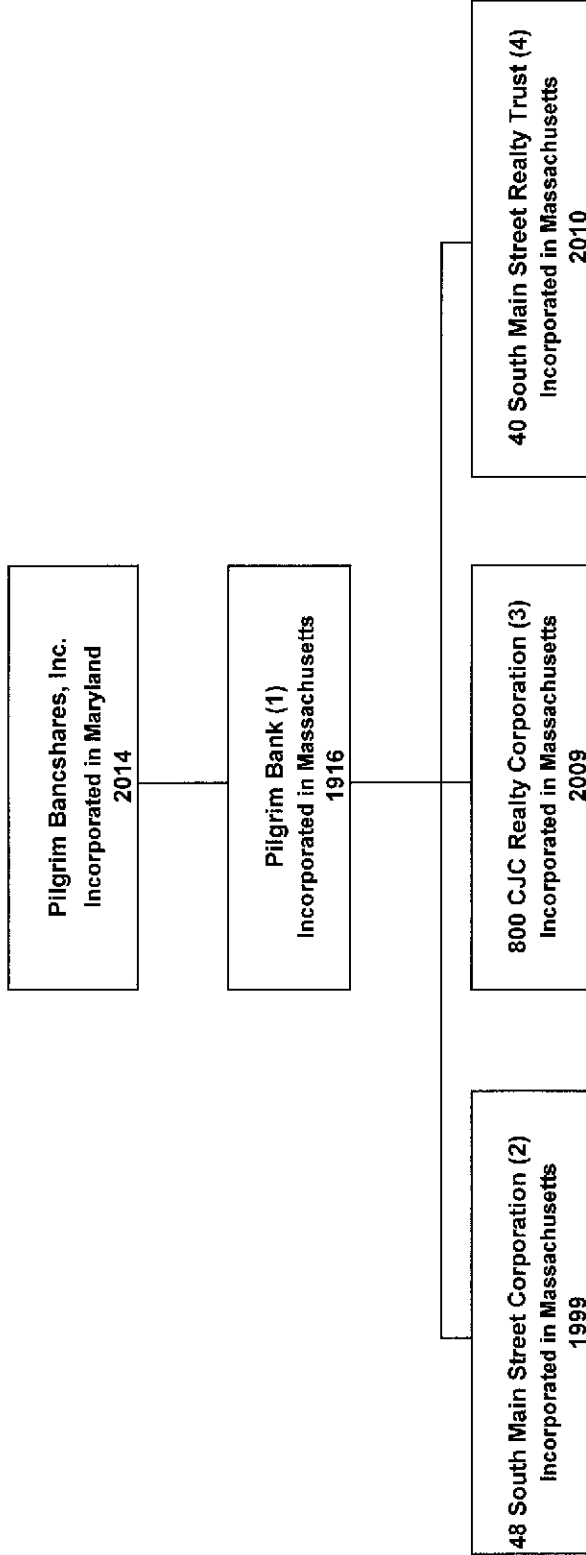 Pilgrim Bancshares, Inc.
Incorporated in Maryland
2014
Pilgrim Bank (1)
Incorporated in Massachusetts
1916
48 South Main Street Corporation (2)
Incorporated in Massachusetts
1999
800 CJC Realty Corporation (3)
Incorporated in Massachusetts
2009
40 South Main Street Realty Trust (4)
Incorporated in Massachusetts
2010